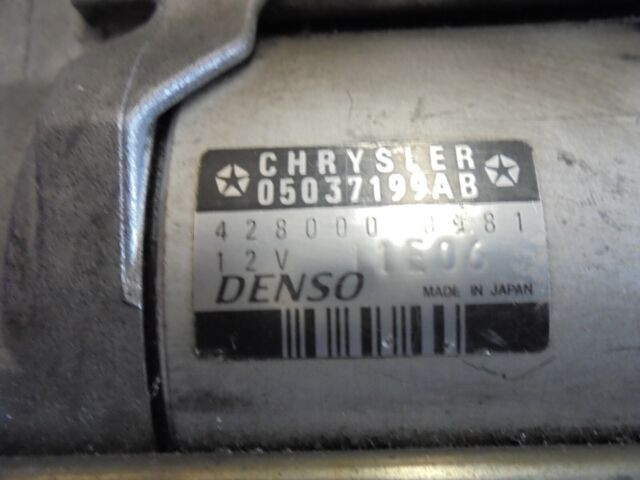 CHRYSLER
05037199AB
428000
12V
DENSO MADE IN JAPAN